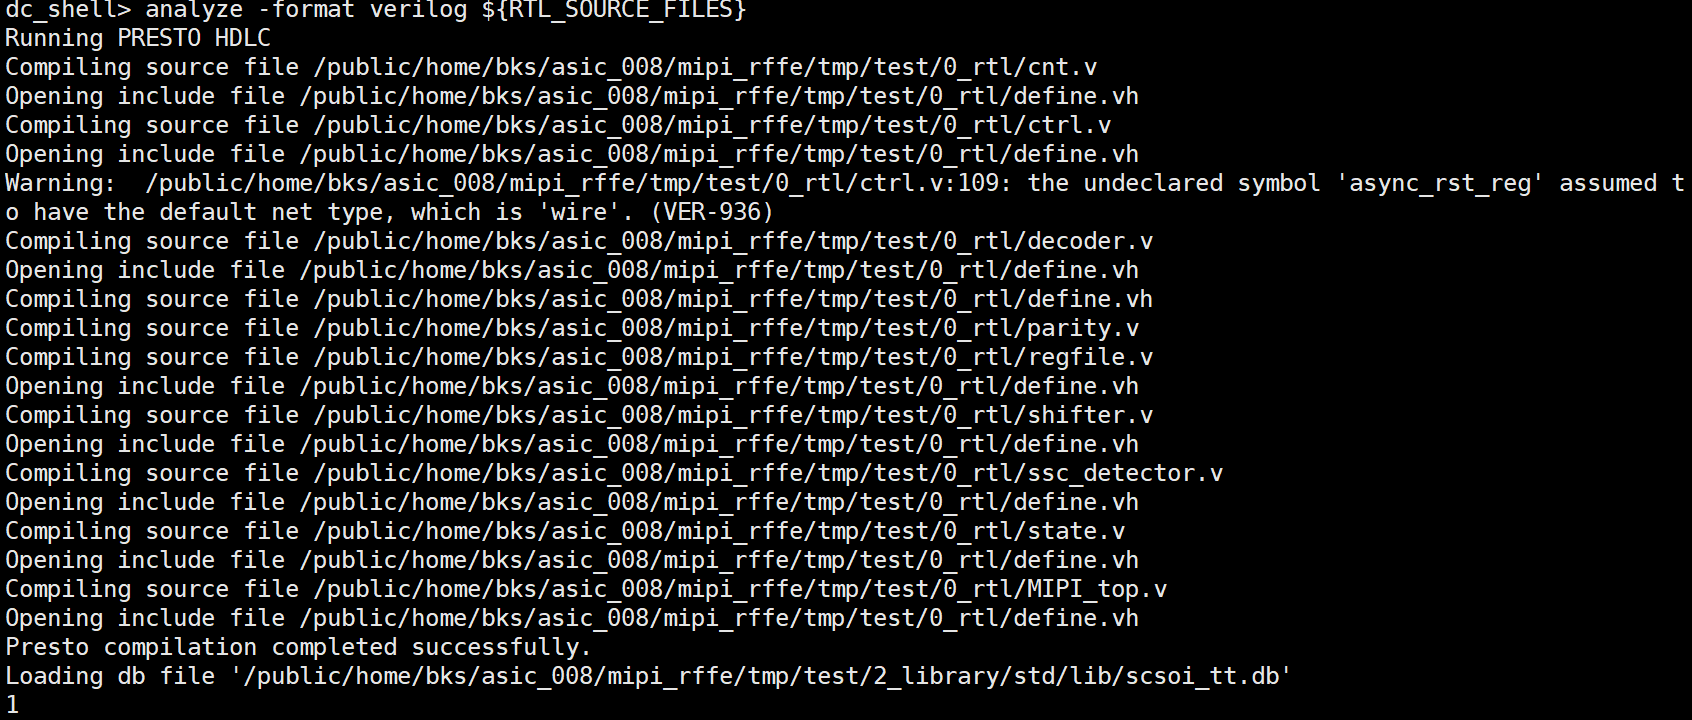 dc_shell> analyze -format verilog ${RTL_SOURCE_FILES}
Running PRESTO HDLC
Compiling source file /public/home/bks/asic_008/mipi_rffe/tmp/test/0_rtl/cnt.v
Opening include file /public/home/bks/asic_008/mipi_rffe/tmp/test/0_rtl/define.vh
Compiling source file /public/home/bks/asic_008/mipi_rffe/tmp/test/0_rtl/ctrl.v
Opening include file /public/home/bks/asic_008/mipi_rffe/tmp/test/0_rtl/define.vh
Warning:  /public/home/bks/asic_008/mipi_rffe/tmp/test/0_rtl/ctrl.v:109: the undeclared symbol 'async_rst_reg' assumed t
o have the default net type, which is 'wire'. (VER-936)
Compiling source file /public/home/bks/asic_008/mipi_rffe/tmp/test/0_rtl/decoder.v
Opening include file /public/home/bks/asic_008/mipi_rffe/tmp/test/0_rtl/define.vh
Compiling source file /public/home/bks/asic_008/mipi_rffe/tmp/test/0_rtl/define.vh
Compiling source file /public/home/bks/asic_008/mipi_rffe/tmp/test/0_rtl/parity.v
Compiling source file /public/home/bks/asic_008/mipi_rffe/tmp/test/0_rtl/regfile.v
Opening include file /public/home/bks/asic_008/mipi_rffe/tmp/test/0_rtl/define.vh
Compiling source file /public/home/bks/asic_008/mipi_rffe/tmp/test/0_rtl/shifter.v
Opening include file /public/home/bks/asic_008/mipi_rffe/tmp/test/0_rtl/define.vh
Compiling source file /public/home/bks/asic_008/mipi_rffe/tmp/test/0_rtl/ssc_detector.v
Opening include file /public/home/bks/asic_008/mipi_rffe/tmp/test/0_rtl/define.vh
Compiling source file /public/home/bks/asic_008/mipi_rffe/tmp/test/0_rtl/state.v
Opening include file /public/home/bks/asic_008/mipi_rffe/tmp/test/0_rtl/define.vh
Compiling source file /public/home/bks/asic_008/mipi_rffe/tmp/test/0_rtl/MIPI_top.v
Opening include file /public/home/bks/asic_008/mipi_rffe/tmp/test/0_rtl/define.vh
Presto compilation completed successfully.
Loading db file '/public/home/bks/asic_008/mipi_rffe/tmp/test/2_library/std/lib/scsoi_tt.db'
1